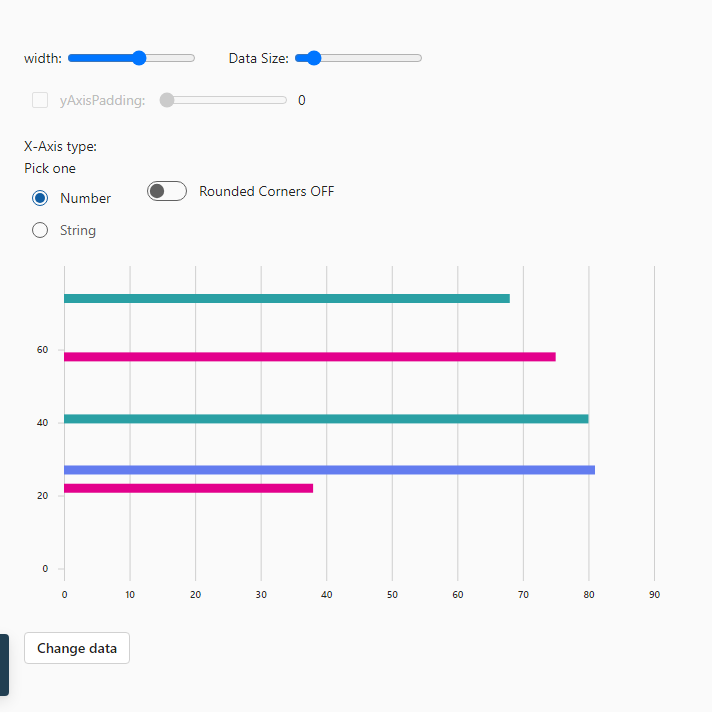 width:
Data Size:
yAxisPadding:
0
X-Axis type:
Pick one
Number
Rounded Corners OFF
String
60
40
20
0
0 10 20 30 40 50 60 70 80 90
Change data